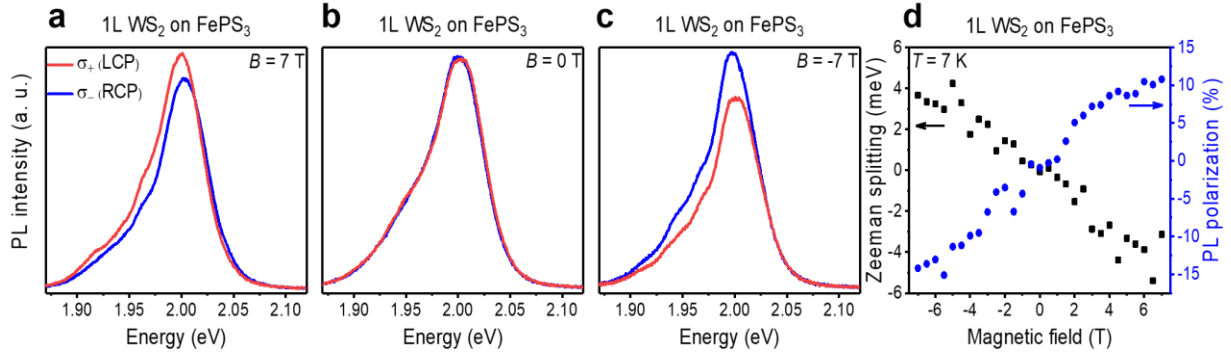 a
1L WS₂ on FePS₃
σ₊ (LCP)
σ₋ (RCP)
B = 7 T
PL intensity (a. u.)
1.90 1.95 2.00 2.05 2.10
Energy (eV)
b
1L WS₂ on FePS₃
B = 0 T
1.90 1.95 2.00 2.05 2.10
Energy (eV)
c
1L WS₂ on FePS₃
B = -7 T
1.90 1.95 2.00 2.05 2.10
Energy (eV)
d
1L WS₂ on FePS₃
T = 7 K
Zeeman splitting (meV)
6
4
2
0
-2
-4
-6
-6 -4 -2 0 2 4 6
Magnetic field (T)
15
10
5
0
-5
-10
-15
PL polarization (%)